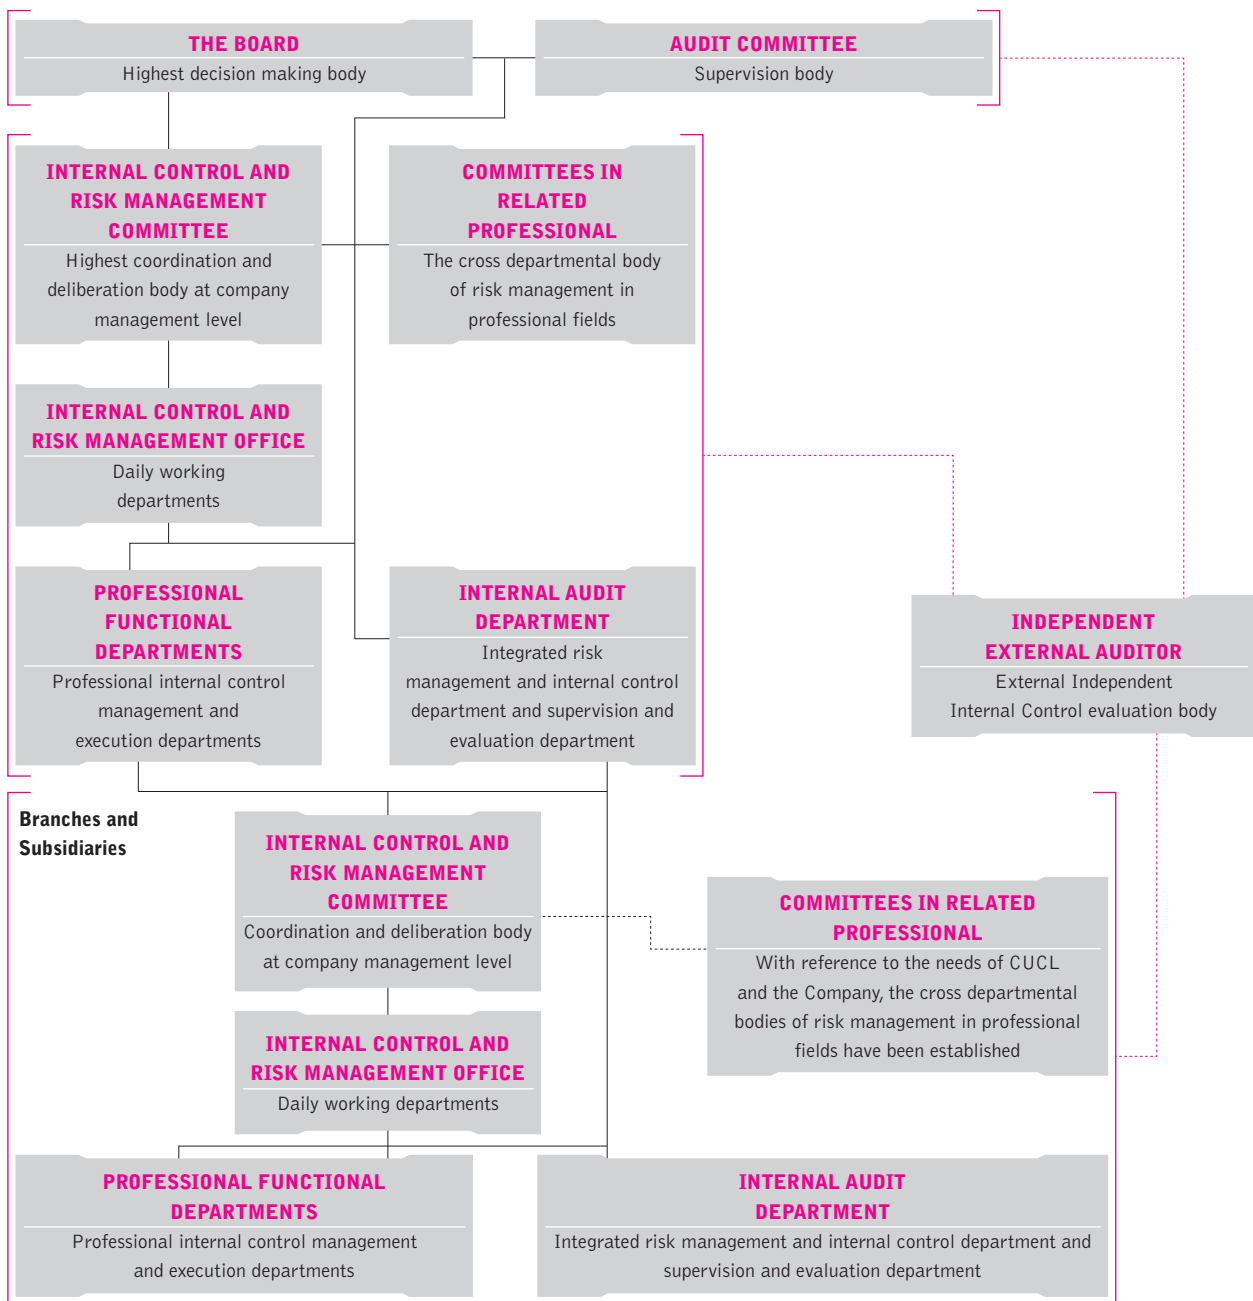 THE BOARD
Highest decision making body
AUDIT COMMITTEE
Supervision body
INTERNAL CONTROL AND
RISK MANAGEMENT
COMMITTEE
Highest coordination and
deliberation body at company
management level
COMMITTEES IN
RELATED
PROFESSIONAL
The cross departmental body
of risk management in
professional fields
INTERNAL CONTROL AND
RISK MANAGEMENT OFFICE
Daily working
departments
PROFESSIONAL
FUNCTIONAL
DEPARTMENTS
Professional internal control
management and
execution departments
INTERNAL AUDIT
DEPARTMENT
Integrated risk
management and internal control
department and supervision and
evaluation department
INDEPENDENT
EXTERNAL AUDITOR
External Independent
Internal Control evaluation body
Branches and
Subsidiaries
INTERNAL CONTROL AND
RISK MANAGEMENT
COMMITTEE
Coordination and deliberation body
at company management level
COMMITTEES IN RELATED
PROFESSIONAL
With reference to the needs of CUCL
and the Company, the cross departmental
bodies of risk management in professional
fields have been established
INTERNAL CONTROL AND
RISK MANAGEMENT OFFICE
Daily working departments
PROFESSIONAL FUNCTIONAL
DEPARTMENTS
Professional internal control management
and execution departments
INTERNAL AUDIT
DEPARTMENT
Integrated risk management and internal control department and
supervision and evaluation department